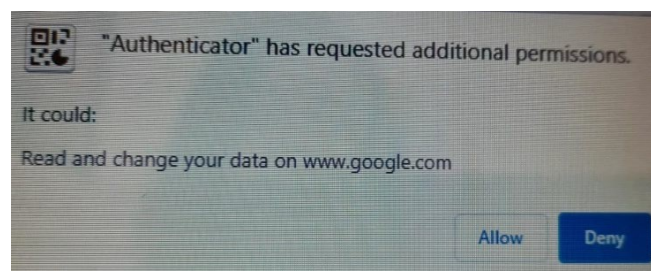 "Authenticator" has requested additional permissions.
It could:
Read and change your data on www.google.com
Allow
Deny